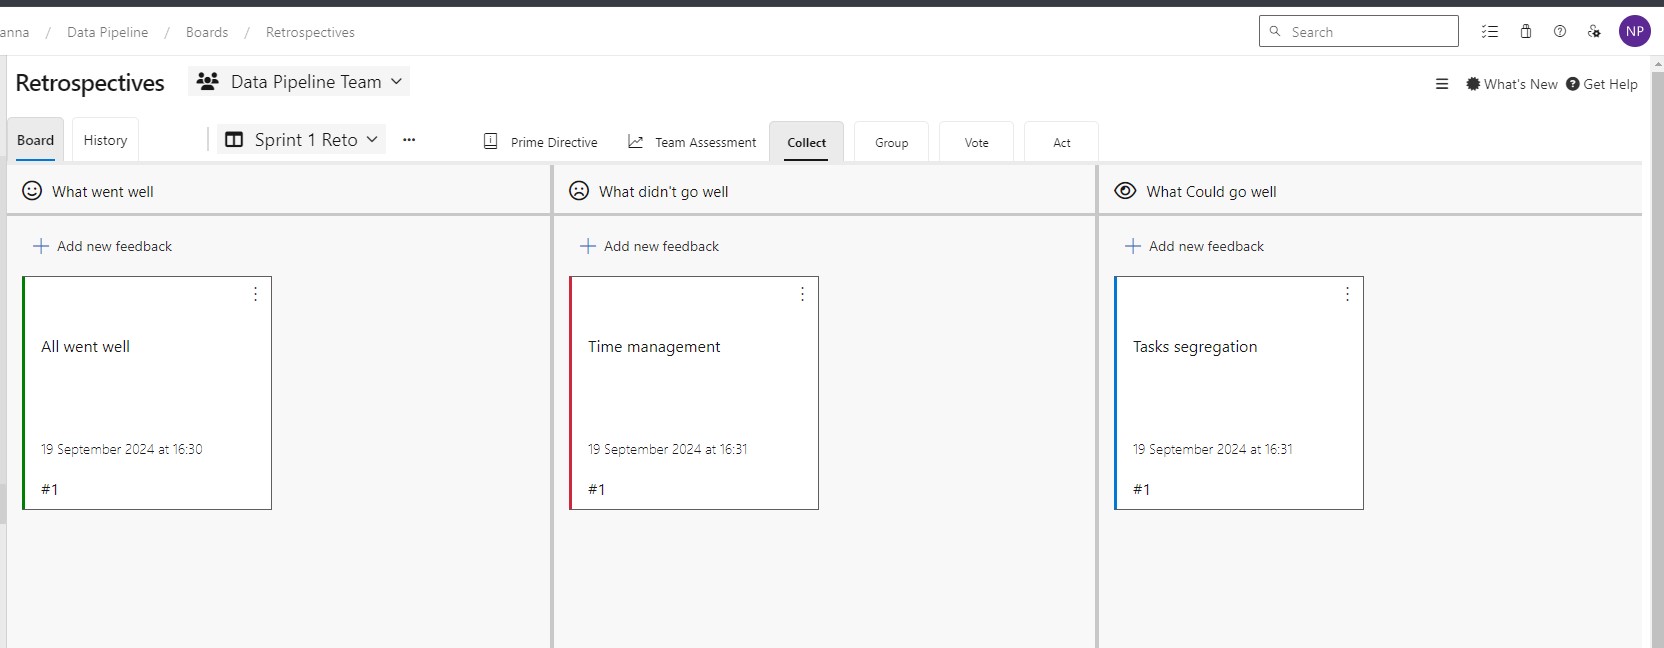 anna / Data Pipeline / Boards / Retrospectives
Search
NP
Retrospectives
Data Pipeline Team
What's New
Get Help
Board
History
Sprint 1 Reto
Prime Directive
Team Assessment
Collect
Group
Vote
Act
What went well
What didn't go well
What Could go well
Add new feedback
Add new feedback
Add new feedback
All went well
19 September 2024 at 16:30
#1
Time management
19 September 2024 at 16:31
#1
Tasks segregation
19 September 2024 at 16:31
#1